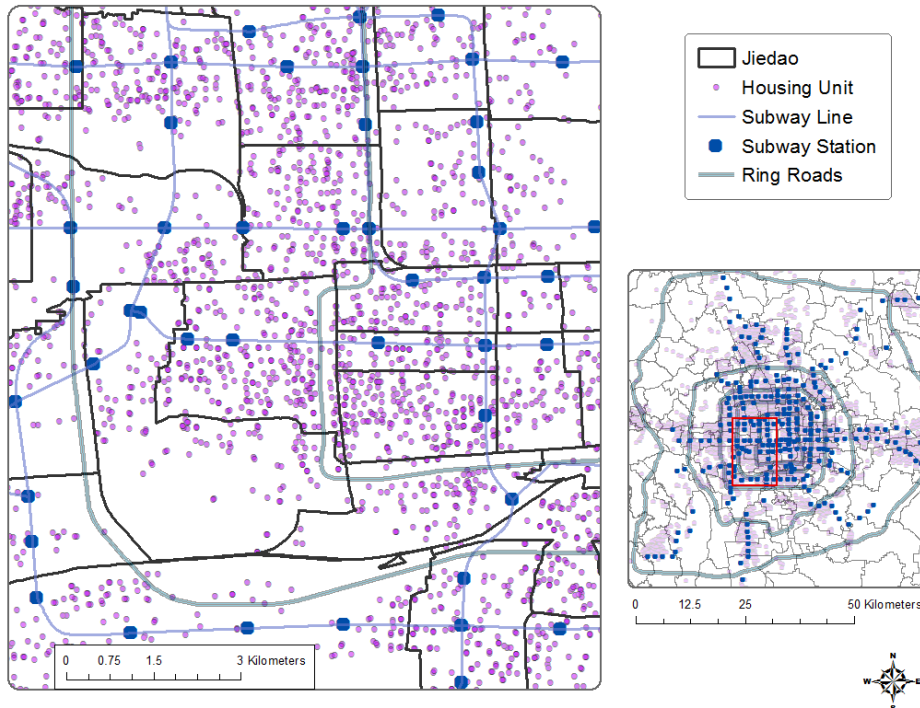 Jiedao
Housing Unit
Subway Line
Subway Station
Ring Roads
0 0.75 1.5 3 Kilometers
0 12.5 25 50 Kilometers
N
W E
S